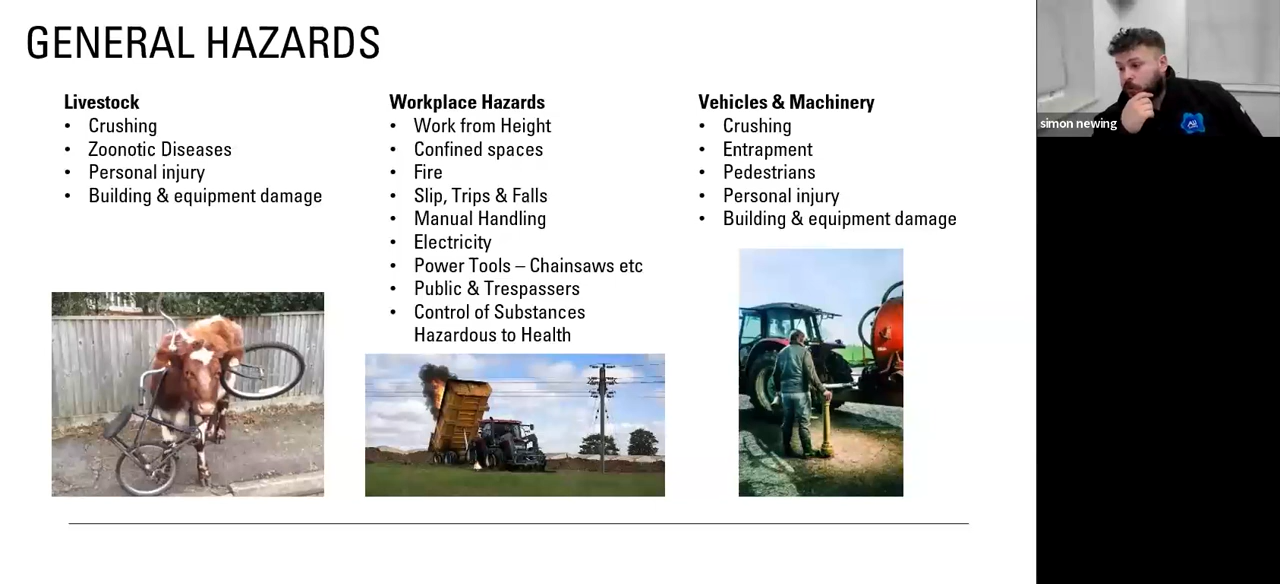 GENERAL HAZARDS
Livestock
• Crushing
• Zoonotic Diseases
• Personal injury
• Building & equipment damage
Workplace Hazards
• Work from Height
• Confined spaces
• Fire
• Slip, Trips & Falls
• Manual Handling
• Electricity
• Power Tools – Chainsaws etc
• Public & Trespassers
• Control of Substances
Hazardous to Health
Vehicles & Machinery
• Crushing
• Entrapment
• Pedestrians
• Personal injury
• Building & equipment damage
simon newing